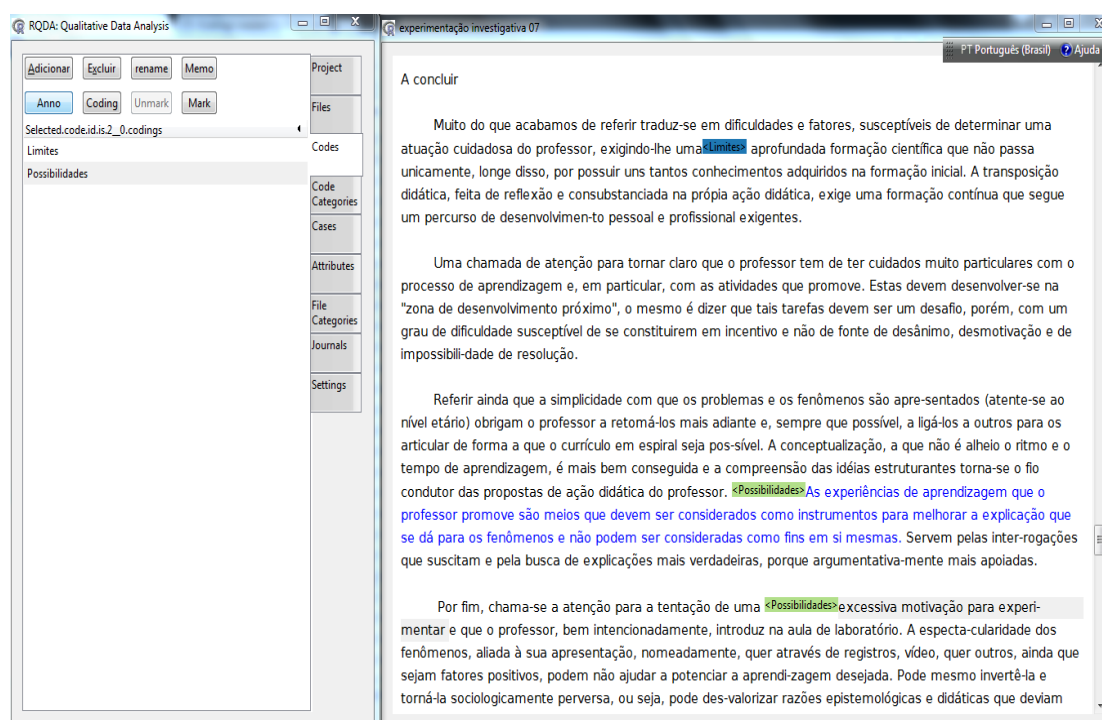 RQDA: Qualitative Data Analysis
Adicionar Excluir rename Memo
Anno Coding Unmark Mark
Selected.code.id.is.2__0.codings
Limites
Possibilidades
Project
Files
Codes
Code
Categories
Cases
Attributes
File
Categories
Journals
Settings
experimentação investigativa 07
PT Português (Brasil) ? Ajuda
A concluir
Muito do que acabamos de referir traduz-se em dificuldades e fatores, susceptíveis de determinar uma
atuação cuidadosa do professor, exigindo-lhe uma<Limites> aprofundada formação científica que não passa
unicamente, longe disso, por possuir uns tantos conhecimentos adquiridos na formação inicial. A transposição
didática, feita de reflexão e consubstanciada na própia ação didática, exige uma formação contínua que segue
um percurso de desenvolvimen-to pessoal e profissional exigentes.
Uma chamada de atenção para tornar claro que o professor tem de ter cuidados muito particulares com o
processo de aprendizagem e, em particular, com as atividades que promove. Estas devem desenvolver-se na
"zona de desenvolvimento próximo", o mesmo é dizer que tais tarefas devem ser um desafio, porém, com um
grau de dificuldade susceptível de se constituirem em incentivo e não de fonte de desânimo, desmotivação e de
impossibili-dade de resolução.
Referir ainda que a simplicidade com que os problemas e os fenômenos são apre-sentados (atente-se ao
nível etário) obrigam o professor a retomá-los mais adiante e, sempre que possível, a ligá-los a outros para os
articular de forma a que o currículo em espiral seja pos-sível. A conceptualização, a que não é alheio o ritmo e o
tempo de aprendizagem, é mais bem conseguida e a compreensão das idéias estruturantes torna-se o fio
condutor das propostas de ação didática do professor. <Possibilidades>As experiências de aprendizagem que o
professor promove são meios que devem ser considerados como instrumentos para melhorar a explicação que
se dá para os fenômenos e não podem ser consideradas como fins em si mesmas. Servem pelas inter-rogações
que suscitam e pela busca de explicações mais verdadeiras, porque argumentativa-mente mais apoiadas.
Por fim, chama-se a atenção para a tentação de uma <Possibilidades>excessiva motivação para experi-
mentar e que o professor, bem intencionadamente, introduz na aula de laboratório. A especta-cularidade dos
fenômenos, aliada à sua apresentação, nomeadamente, quer através de registros, vídeo, quer outros, ainda que
sejam fatores positivos, podem não ajudar a potenciar a aprendi-zagem desejada. Pode mesmo invertê-la e
torná-la sociologicamente perversa, ou seja, pode des-valorizar razões epistemológicas e didáticas que deviam